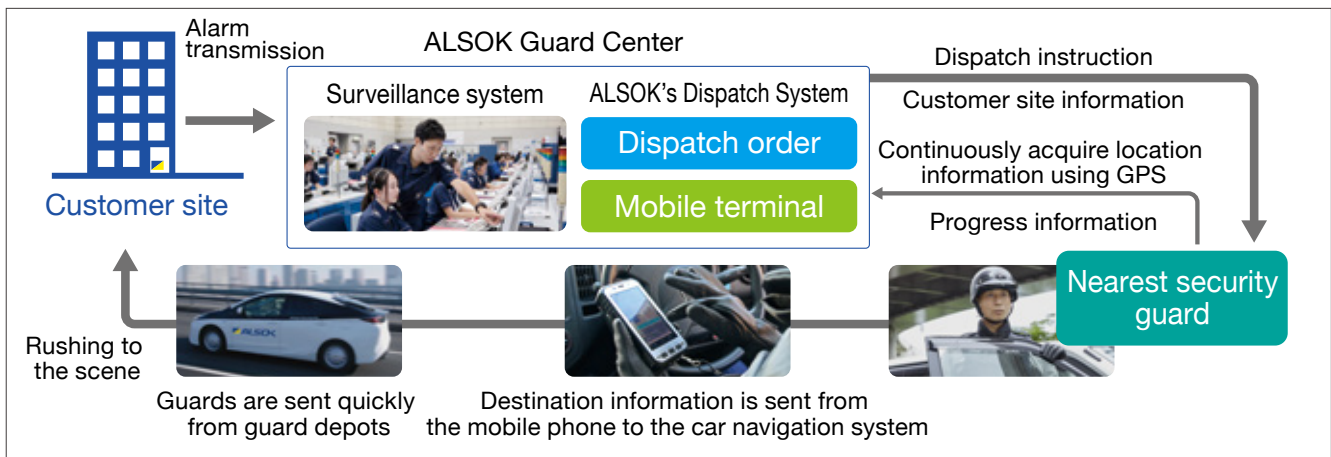 Alarm
transmission
ALSOK Guard Center
Surveillance system
ALSOK's Dispatch System
Dispatch order
Mobile terminal
Customer site
Dispatch instruction
Customer site information
Continuously acquire location
information using GPS
Progress information
Nearest security
guard
ALSOK
Rushing to
the scene
Guards are sent quickly
from guard depots
Destination information is sent from
the mobile phone to the car navigation system